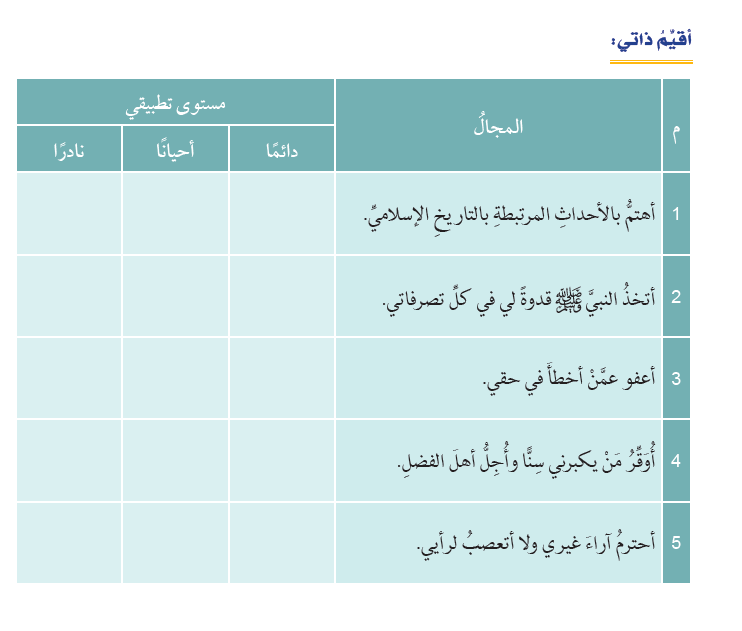 أقيِّمُ ذاتي:
م
المجالُ
مستوى تطبيقي
دائمًا
أحيانًا
نادرًا
1 أهتمُّ بالأحداثِ المرتبطةِ بالتاريخِ الإسلاميِّ.
2 أتخذُ النبيَّ ﷺ قدوةً لي في كلِّ تصرفاتي.
3 أعفو عمَّنْ أخطأَ في حقي.
4 أُوَقِّرُ مَنْ يكبرني سِنًّا وأُجِلُّ أهلَ الفضلِ.
5 أحترمُ آراءَ غيري ولا أتعصبُ لرأيي.